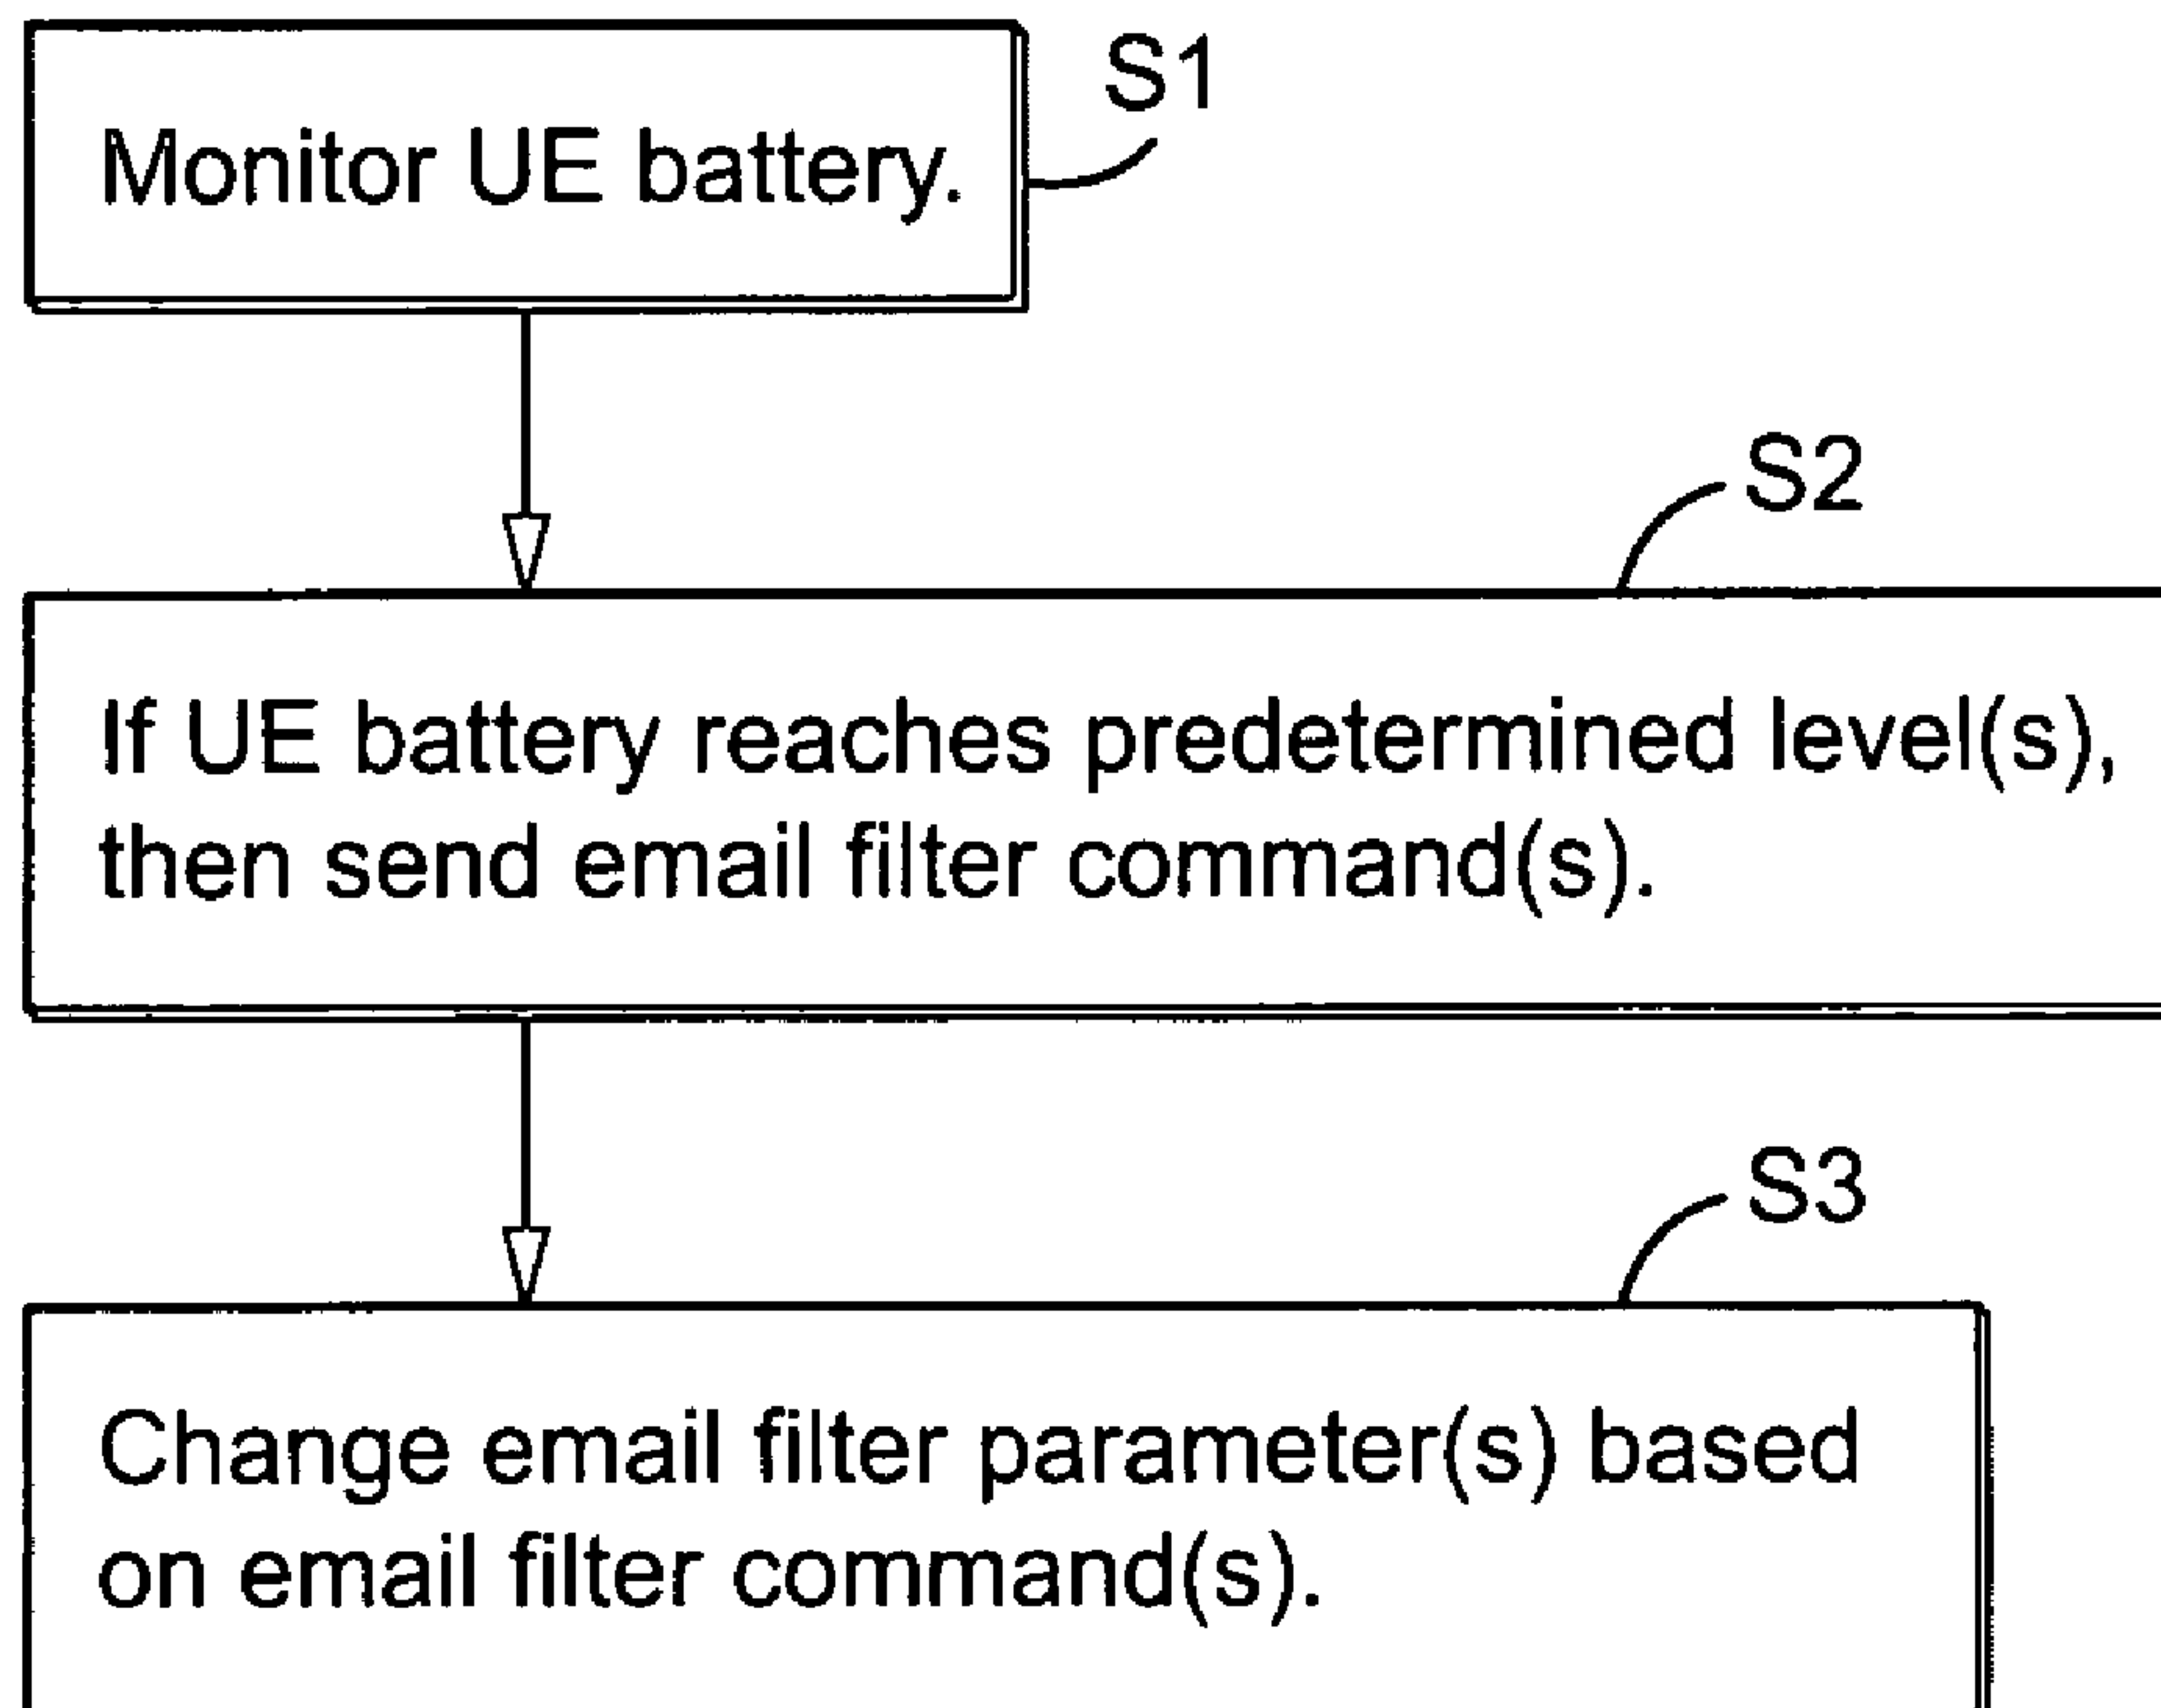 S1
Monitor UE battery.
S2
If UE battery reaches predetermined level(s),
then send email filter command(s).
S3
Change email filter parameter(s) based
on email filter command(s).